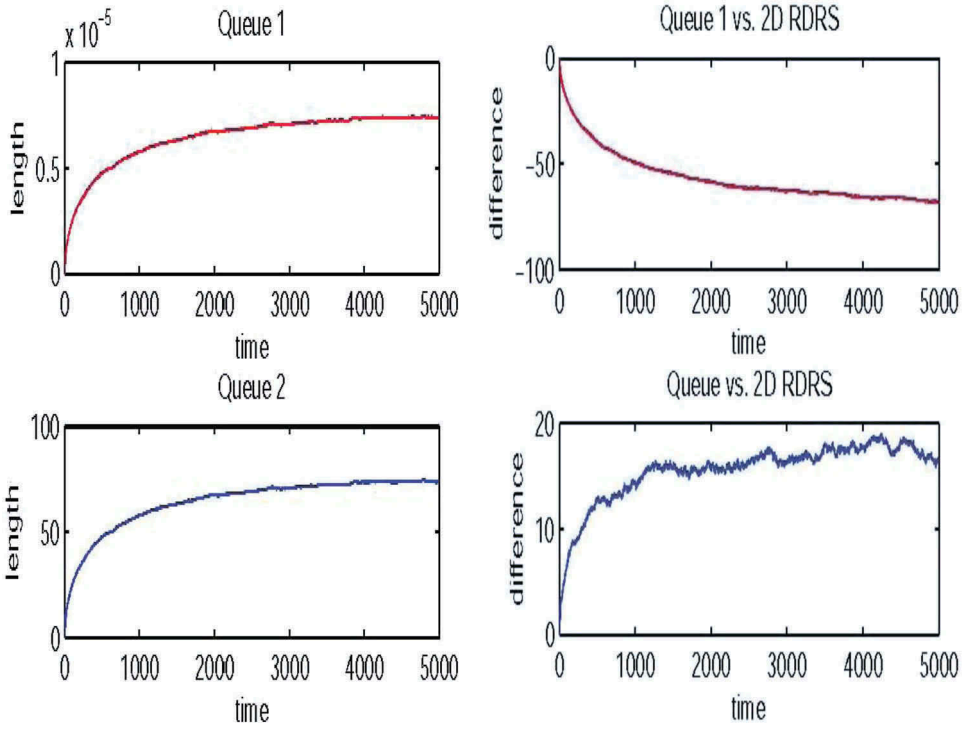 Queue 1
x 10⁻⁵
1
0.5
0
length
0 1000 2000 3000 4000 5000
time
Queue 1 vs. 2D RDRS
0
−50
−100
difference
0 1000 2000 3000 4000 5000
time
Queue 2
100
50
0
length
0 1000 2000 3000 4000 5000
time
Queue vs. 2D RDRS
20
10
0
difference
0 1000 2000 3000 4000 5000
time